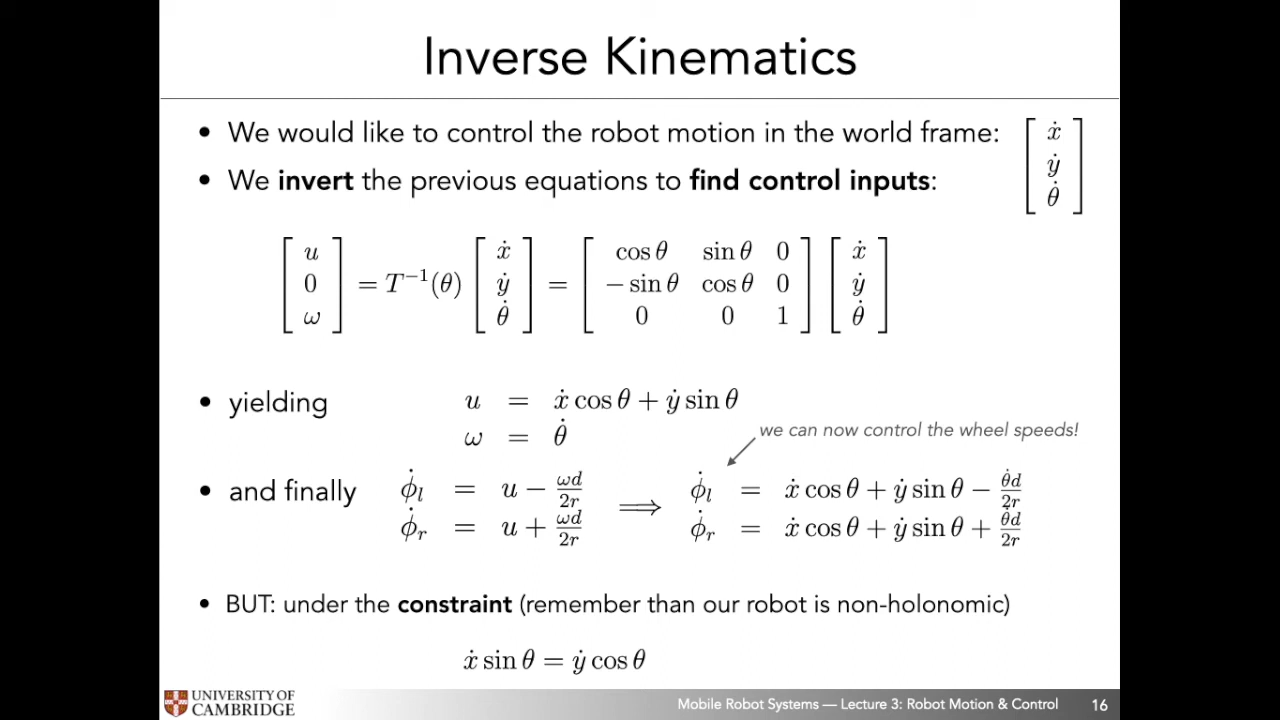 Inverse Kinematics
• We would like to control the robot motion in the world frame: [ẋ ẏ θ̇]
• We invert the previous equations to find control inputs:
[u 0 ω] = T⁻¹(θ) [ẋ ẏ θ̇] = [cos θ sin θ 0; − sin θ cos θ 0; 0 0 1] [ẋ ẏ θ̇]
• yielding u = ẋ cos θ + ẏ sin θ
ω = θ̇
we can now control the wheel speeds!
• and finally φ̇l = u − ωd/2r ⟹ φ̇l = ẋ cos θ + ẏ sin θ − θ̇d/2r
φ̇r = u + ωd/2r φ̇r = ẋ cos θ + ẏ sin θ + θ̇d/2r
• BUT: under the constraint (remember than our robot is non-holonomic)
ẋ sin θ = ẏ cos θ
UNIVERSITY OF
CAMBRIDGE
Mobile Robot Systems — Lecture 3: Robot Motion & Control 16